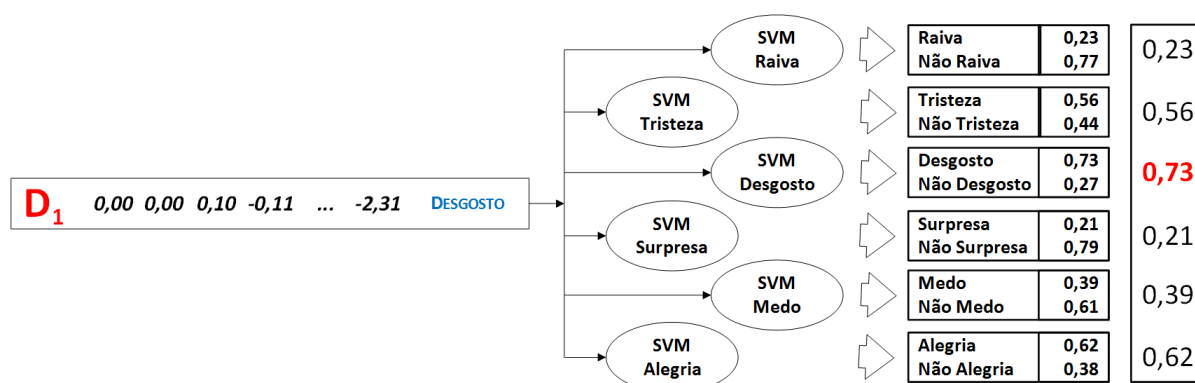 D1 0,00 0,00 0,10 -0,11 ... -2,31 DESGOSTO
SVM
Raiva
SVM
Tristeza
SVM
Desgosto
SVM
Surpresa
SVM
Medo
SVM
Alegria
Raiva 0,23
Não Raiva 0,77
Tristeza 0,56
Não Tristeza 0,44
Desgosto 0,73
Não Desgosto 0,27
Surpresa 0,21
Não Surpresa 0,79
Medo 0,39
Não Medo 0,61
Alegria 0,62
Não Alegria 0,38
0,23
0,56
0,73
0,21
0,39
0,62